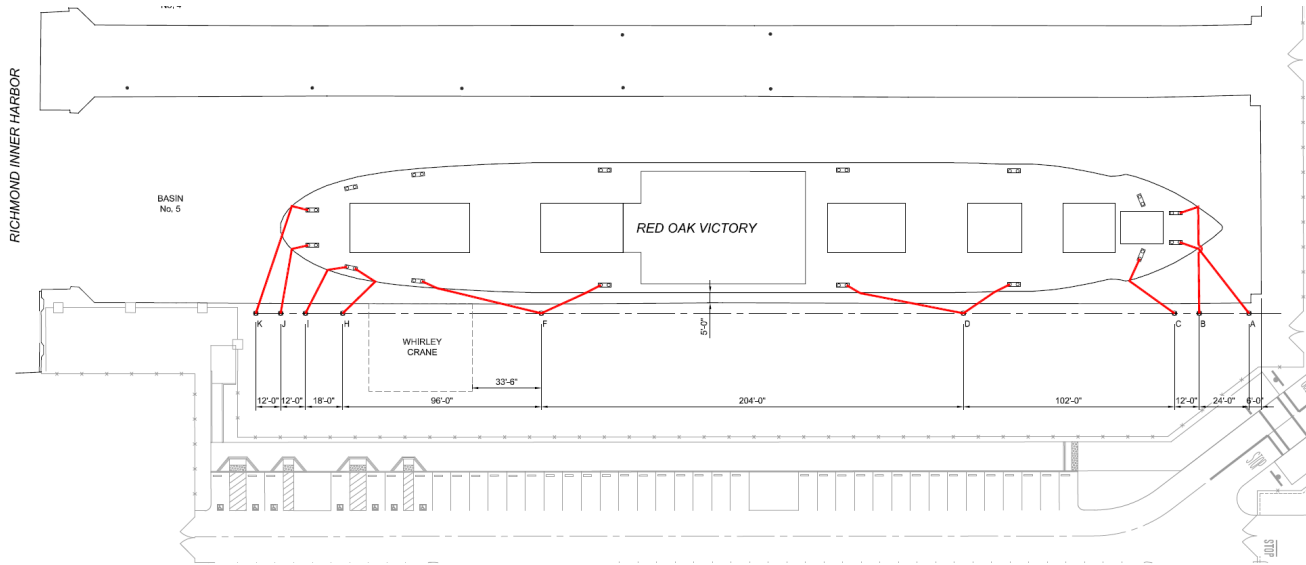 RICHMOND INNER HARBOR
BASIN
No, 5
RED OAK VICTORY
5'-0"
K
J
I
H
F
D
C
B
A
WHIRLEY
CRANE
33'-6"
12'-0"
12'-0"
18'-0"
96'-0"
204'-0"
102'-0"
12'-0"
24'-0"
6'-0"
STOP
STOP